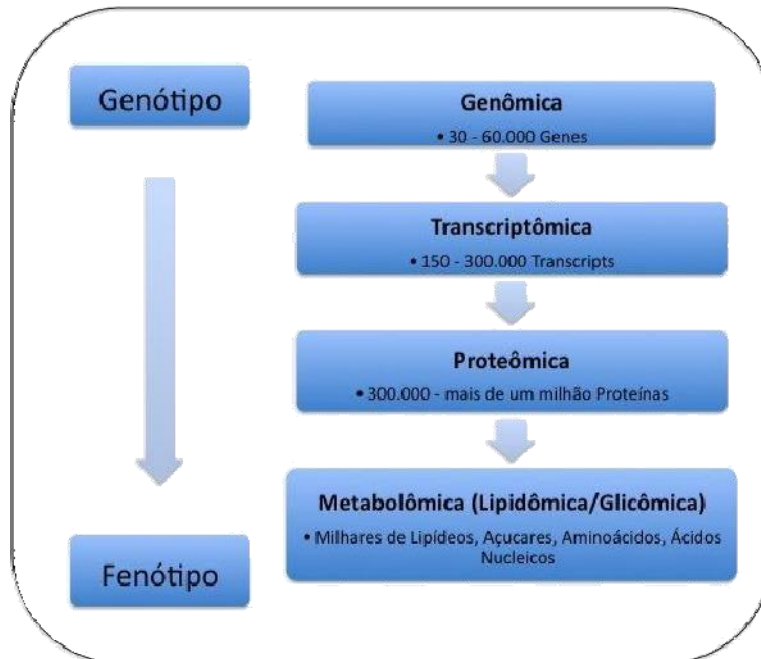 Genótipo
Genômica
• 30 - 60.000 Genes
Transcriptômica
• 150 - 300.000 Transcripts
Proteômica
• 300.000 - mais de um milhão Proteínas
Metabolômica (Lipidômica/Glicômica)
• Milhares de Lipídeos, Açucares, Aminoácidos, Ácidos
Nucleicos
Fenótipo